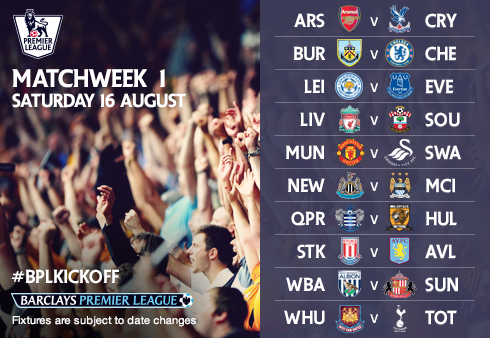 PREMIER
LEAGUE
MATCHWEEK 1
SATURDAY 16 AUGUST
#BPLKICKOFF
BARCLAYS PREMIER LEAGUE
Fixtures are subject to date changes
ARS v CRY
BUR v CHE
LEI v EVE
LIV v SOU
MUN v SWA
NEW v MCI
QPR v HUL
STK v AVL
WBA v SUN
WHU v TOT